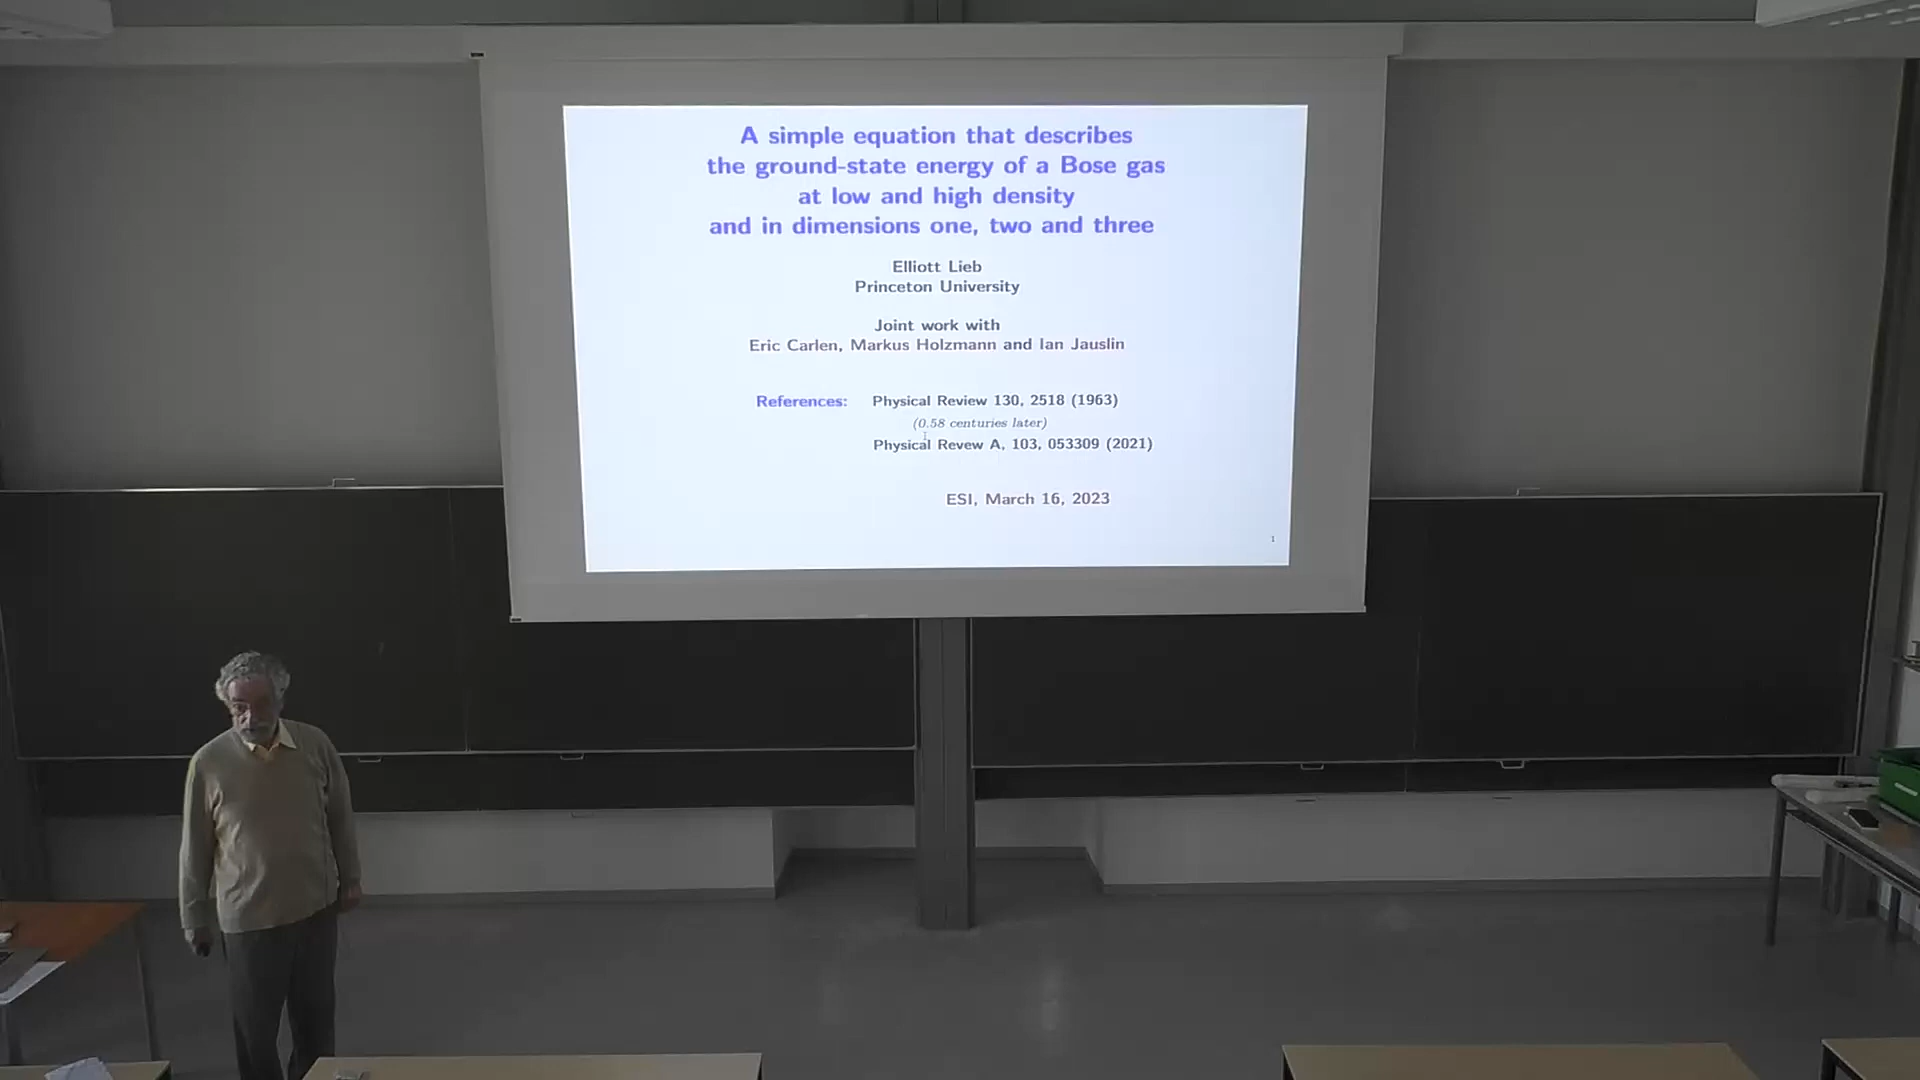 A simple equation that describes
the ground-state energy of a Bose gas
at low and high density
and in dimensions one, two and three
Elliott Lieb
Princeton University
Joint work with
Eric Carlen, Markus Holzmann and Ian Jauslin
References: Physical Review 130, 2518 (1963)
(0.58 centuries later)
Physical Revew A, 103, 053309 (2021)
ESI, March 16, 2023
1